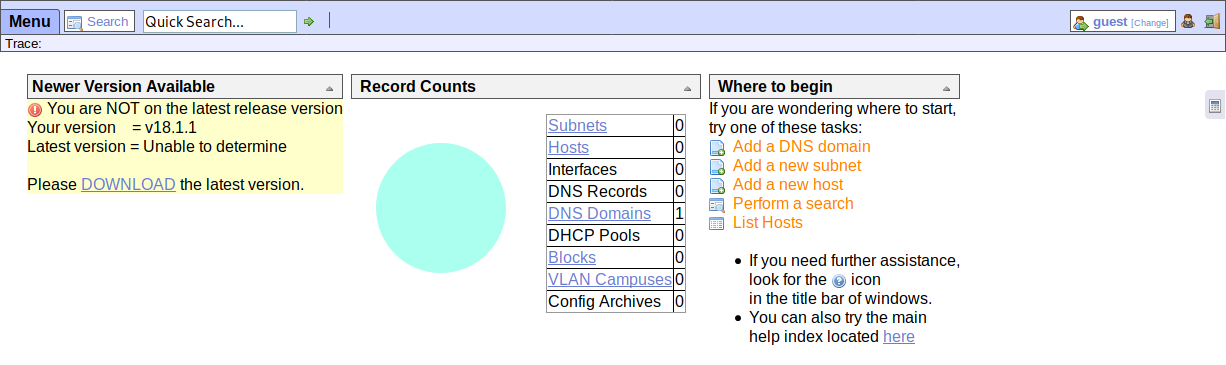 Menu Search Quick Search... guest [Change]
Trace:
Newer Version Available
You are NOT on the latest release version
Your version = v18.1.1
Latest version = Unable to determine
Please DOWNLOAD the latest version.
Record Counts
Subnets 0
Hosts 0
Interfaces 0
DNS Records 0
DNS Domains 1
DHCP Pools 0
Blocks 0
VLAN Campuses 0
Config Archives 0
Where to begin
If you are wondering where to start,
try one of these tasks:
Add a DNS domain
Add a new subnet
Add a new host
Perform a search
List Hosts
If you need further assistance,
look for the ? icon
in the title bar of windows.
You can also try the main
help index located here